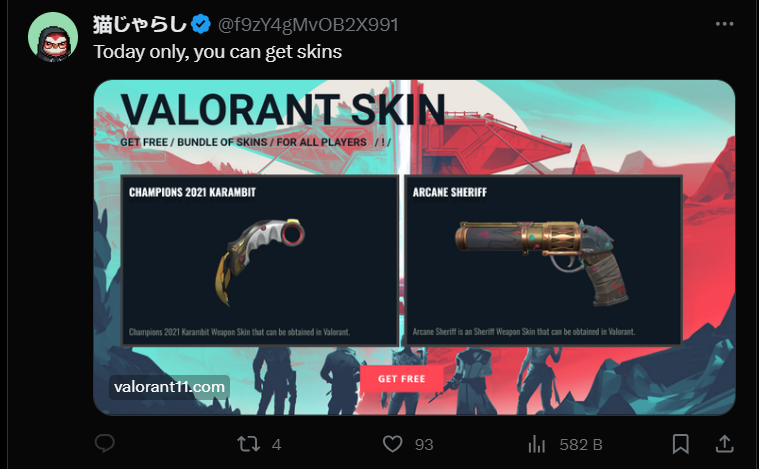 猫じゃらし @f9zY4gMvOB2X991
Today only, you can get skins
VALORANT SKIN
GET FREE / BUNDLE OF SKINS / FOR ALL PLAYERS / ! /
CHAMPIONS 2021 KARAMBIT
Champions 2021 Karambit Weapon Skin that can be obtained in Valorant.
ARCANE SHERIFF
Arcane Sheriff is an Sheriff Weapon Skin that can be obtained in Valorant.
GET FREE
valorant11.com
4
93
582 B